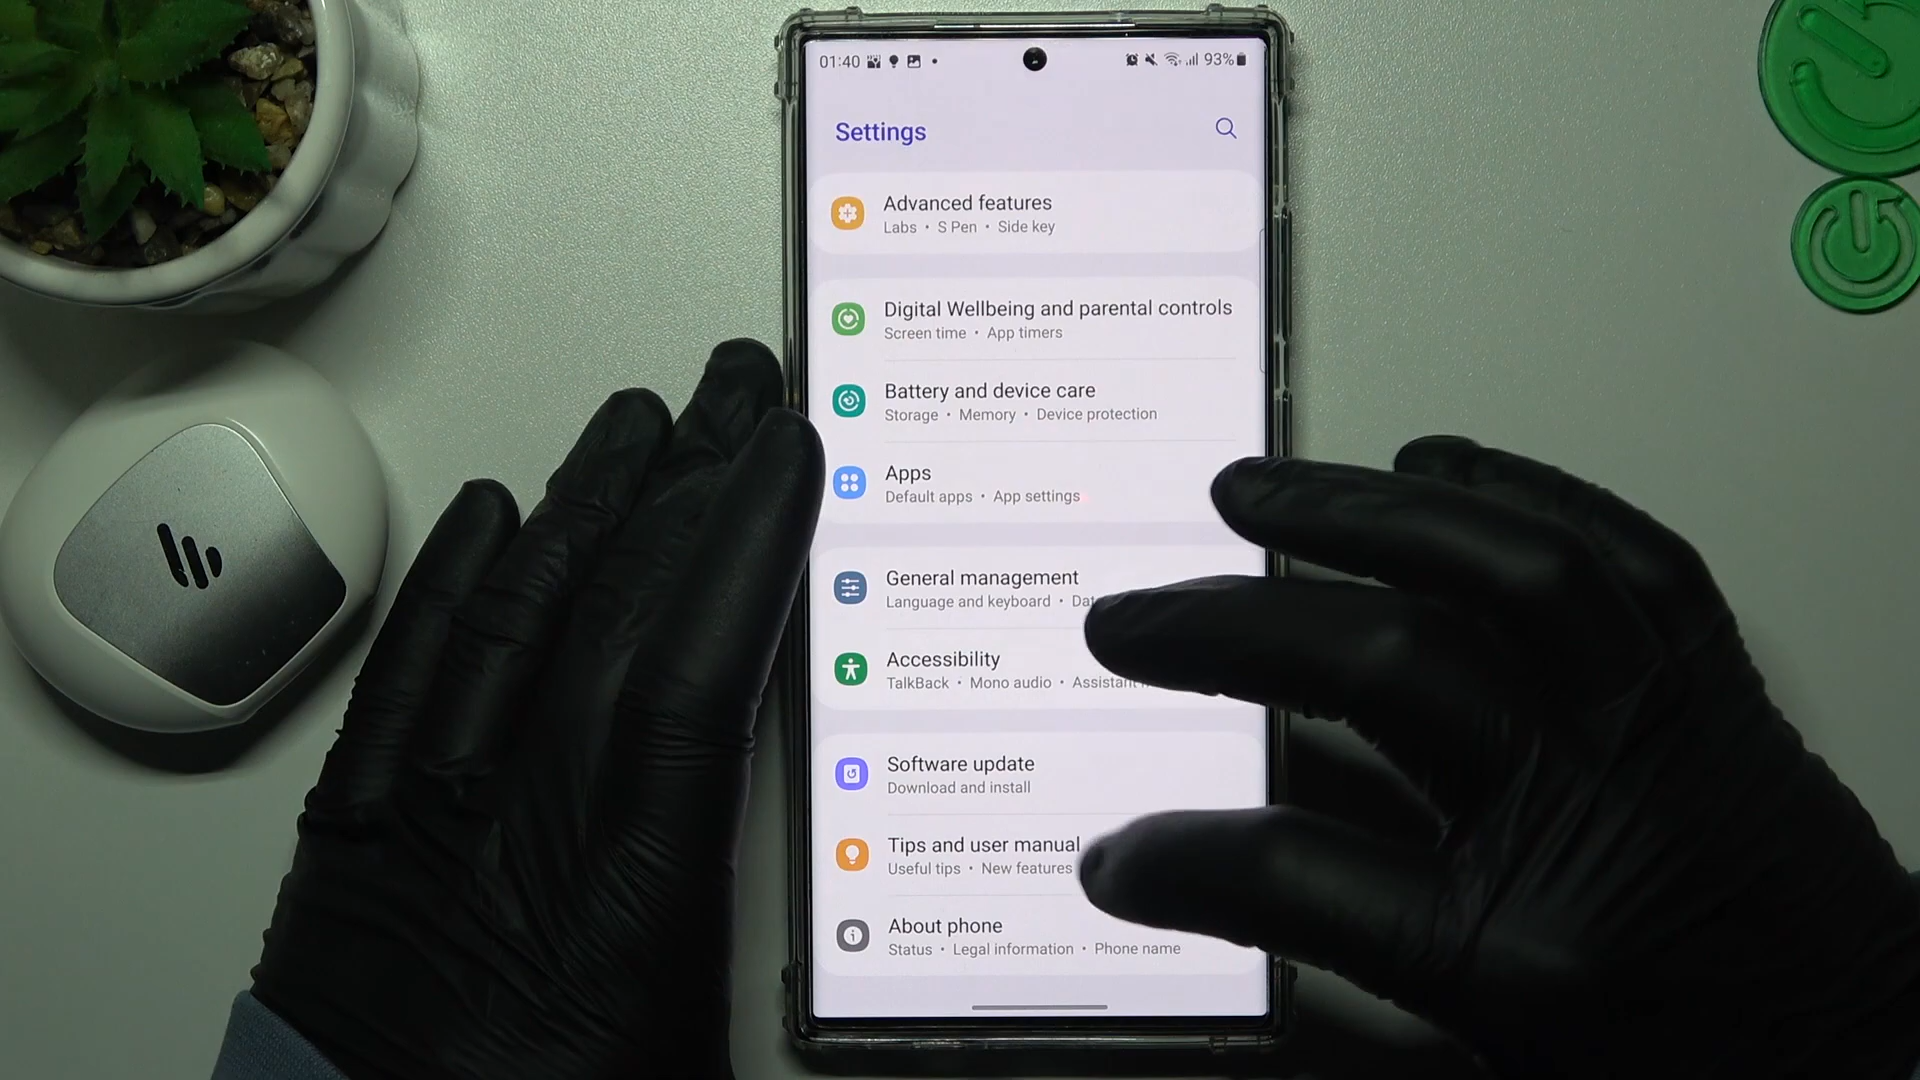 01:40
93%
Settings
Advanced features
Labs • S Pen • Side key
Digital Wellbeing and parental controls
Screen time • App timers
Battery and device care
Storage • Memory • Device protection
Apps
Default apps • App settings
General management
Language and keyboard •
Accessibility
TalkBack • Mono audio •
Software update
Download and install
Tips and user manual
Useful tips • New features
About phone
Status • Legal information • Phone name